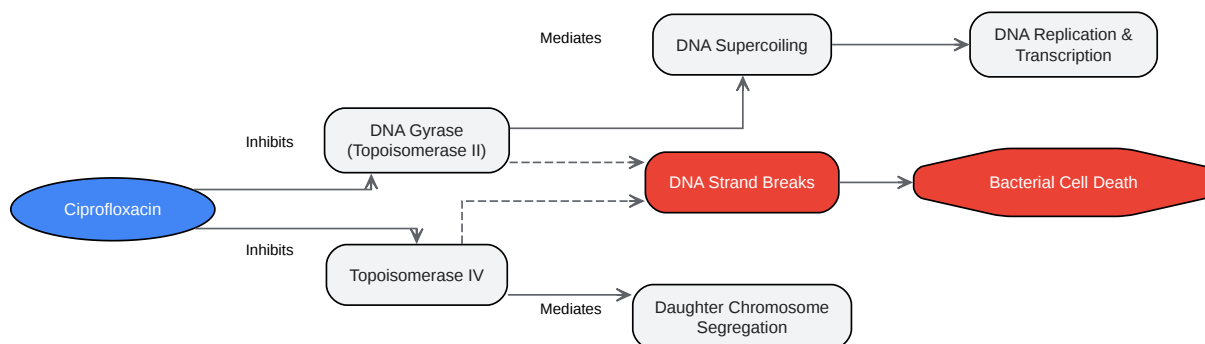 Mediates
DNA Supercoiling
DNA Replication &
Transcription
Inhibits
DNA Gyrase
(Topoisomerase II)
DNA Strand Breaks
Bacterial Cell Death
Ciprofloxacin
Inhibits
Topoisomerase IV
Mediates
Daughter Chromosome
Segregation